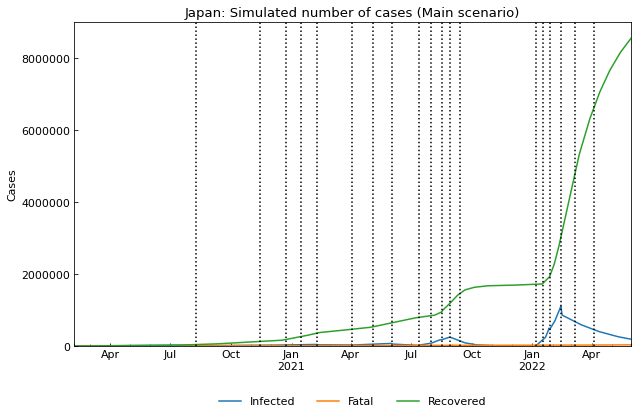 Japan: Simulated number of cases (Main scenario)
8000000
6000000
4000000
2000000
0
Cases
Apr Jul Oct Jan Apr Jul Oct Jan Apr
2021 2022
Infected Fatal Recovered